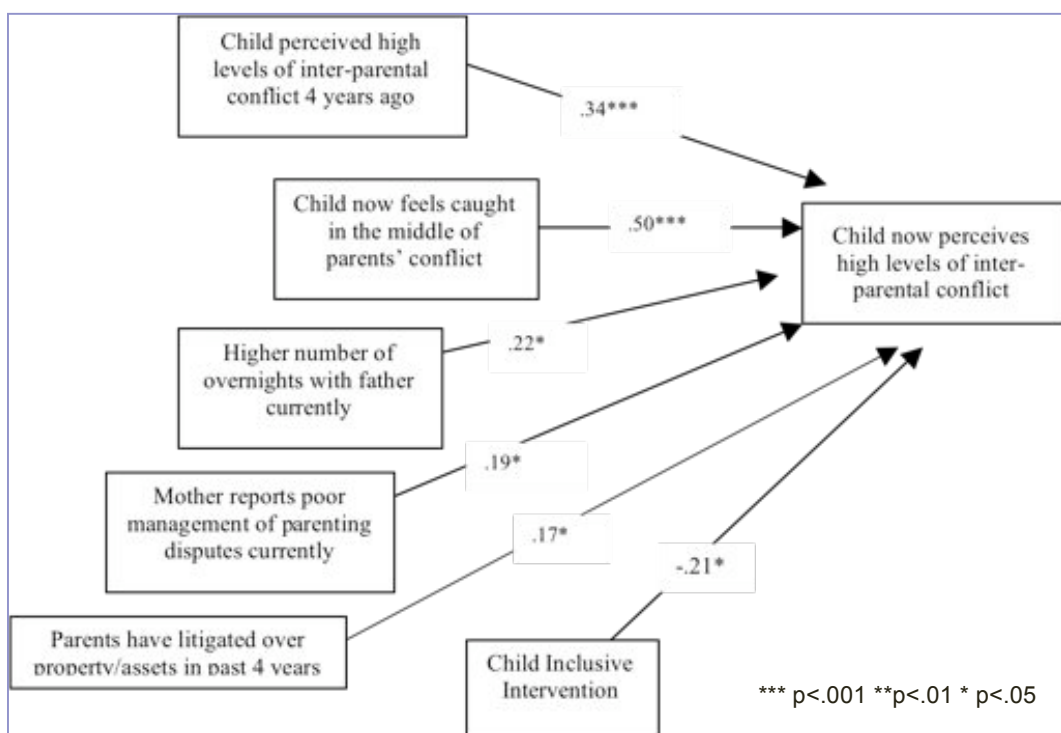 Child perceived high
levels of inter-parental
conflict 4 years ago
.34***
Child now feels caught
in the middle of
parents' conflict
.50***
Child now perceives
high levels of inter-
parental conflict
Higher number of
overnights with father
currently
.22*
Mother reports poor
management of parenting
disputes currently
.19*
Parents have litigated over
property/assets in past 4 years
.17*
Child Inclusive
Intervention
-.21*
*** p<.001 **p<.01 * p<.05